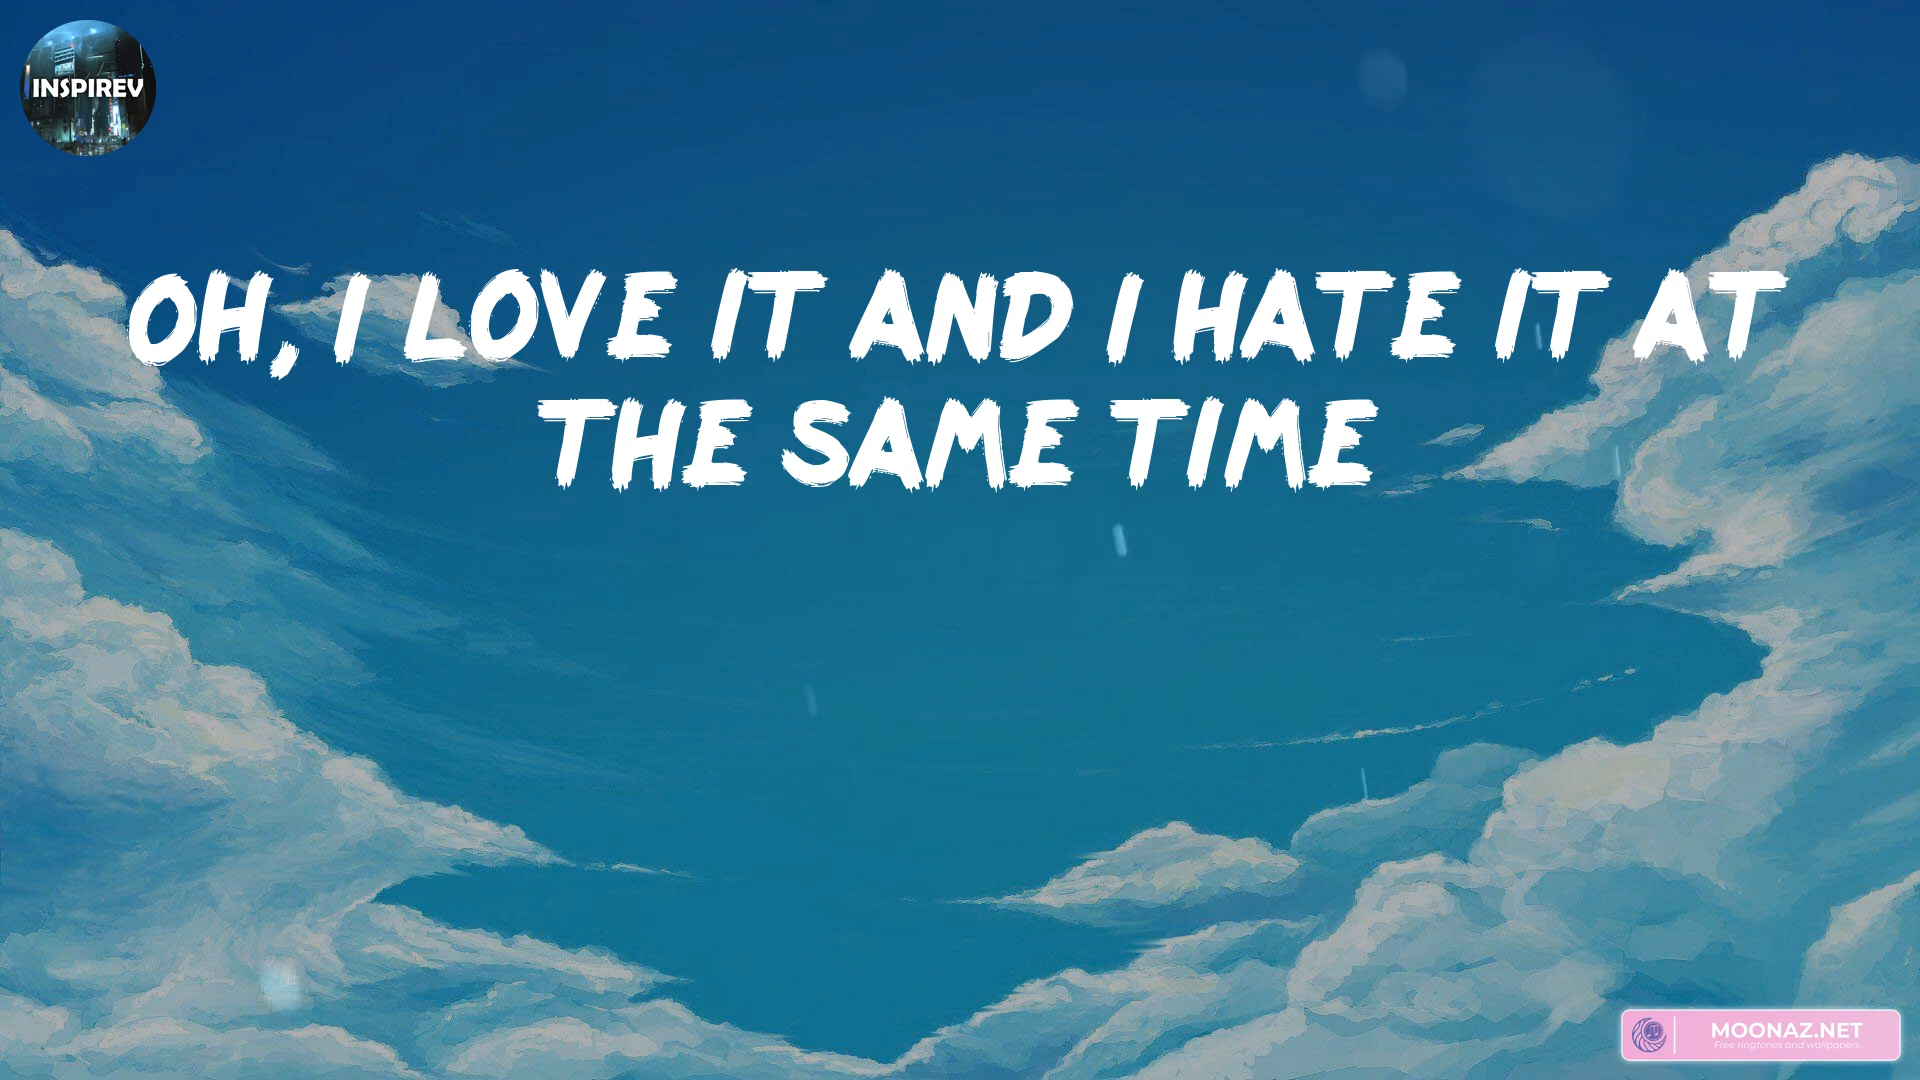 INSPIREV
OH, I LOVE IT AND I HATE IT AT
THE SAME TIME
MOONAZ.NET
Free ringtones and wallpapers